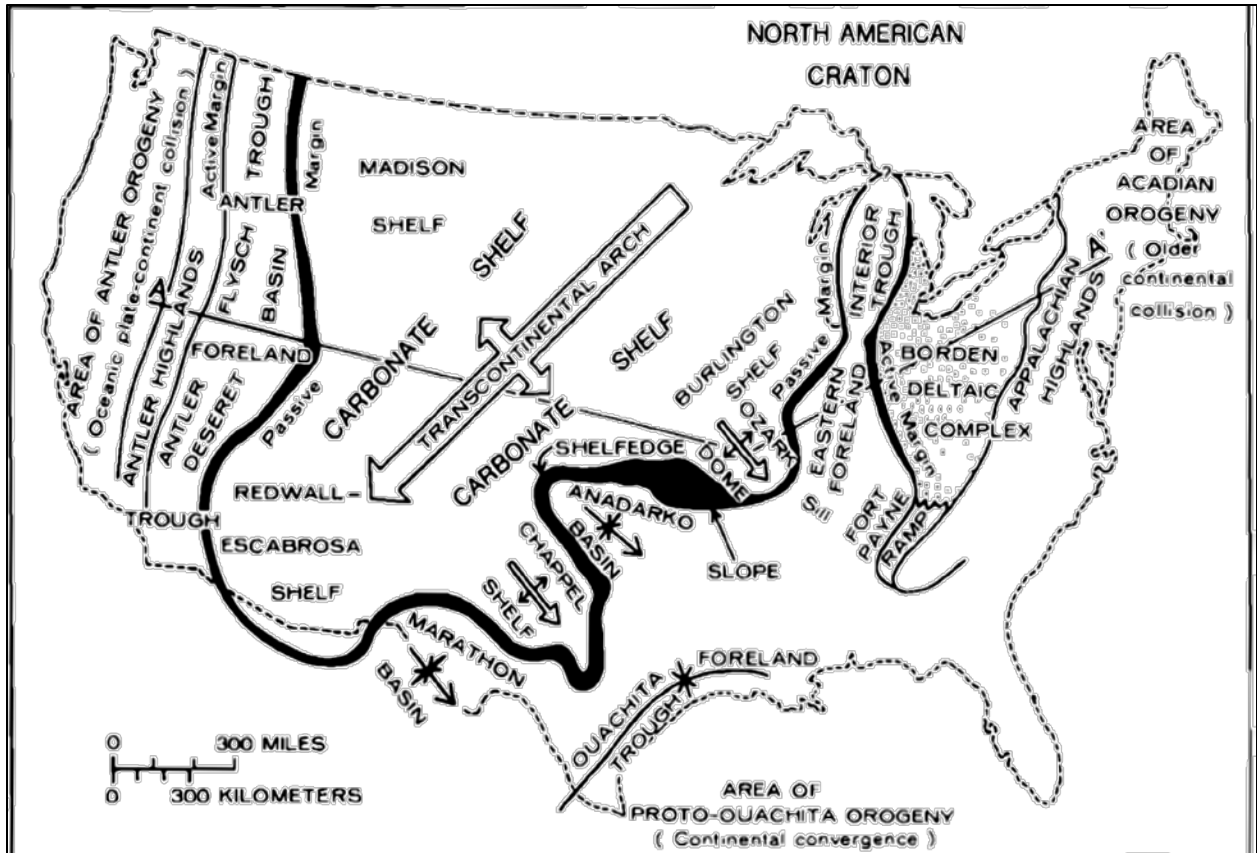 NORTH AMERICAN
CRATON
AREA OF ANTLER OROGENY
( Oceanic plate-continent collision )
Active Margin
TROUGH
Margin
ANTLER
ANTLER HIGHLANDS
A
FLYSCH
BASIN
FORELAND
ANTLER
DESERET
Passive
TROUGH
MADISON
SHELF
SHELF
CARBONATE
TRANSCONTINENTAL ARCH
SHELF
CARBONATE
REDWALL-
ESCABROSA
SHELF
BURLINGTON
SHELF
Passive
(Margin
OZARK
DOME
SHELFEDGE
ANADARKO
BASIN
SLOPE
CHAPPEL
SHELF
MARATHON
BASIN
INTERIOR
TROUGH
?
EASTERN
FORELAND
Sill
Active Margin
BORDEN
DELTAIC
COMPLEX
FORT
PAYNE
RAMP
APPALACHIAN
HIGHLANDS
A'
AREA
OF
ACADIAN
OROGENY
( Older
continental
collision )
OUACHITA
TROUGH
FORELAND
AREA OF
PROTO-OUACHITA OROGENY
( Continental convergence )
0 300 MILES
0 300 KILOMETERS